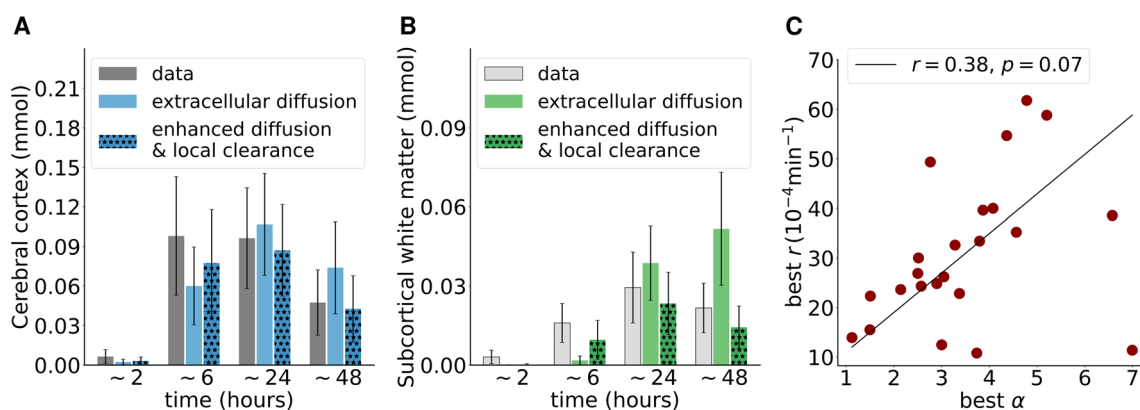 A
Cerebral cortex (mmol)
0.21
0.18
0.15
0.12
0.09
0.06
0.03
0.00
data
extracellular diffusion
enhanced diffusion
& local clearance
~ 2
~ 6
~ 24
~ 48
time (hours)
B
Subcortical white matter (mmol)
0.09
0.06
0.03
0.00
data
extracellular diffusion
enhanced diffusion
& local clearance
~ 2
~ 6
~ 24
~ 48
time (hours)
C
best r (10⁻⁴min⁻¹)
70
60
50
40
30
20
10
r = 0.38, p = 0.07
1 2 3 4 5 6 7
best α